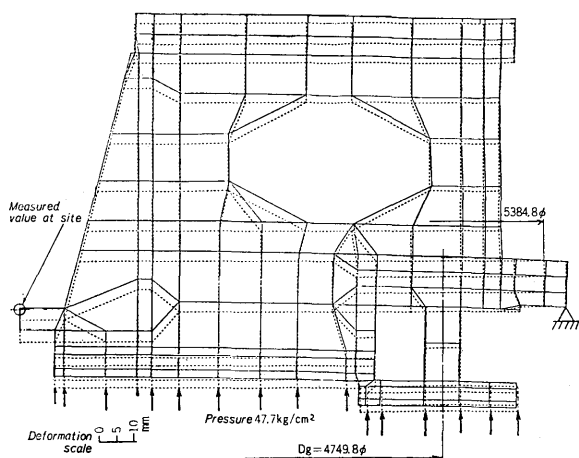 Measured
value at site
5384.8ϕ
Pressure 47.7kg/cm²
Deformation
scale
0
5
10
mm
Dg=4749.8ϕ